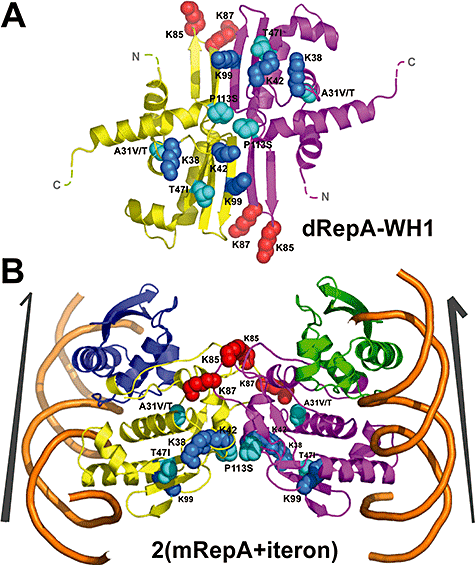 A
K85
K87
T47I
K38
N
K99
K42
C
A31V/T
P113S
P113S
A31V/T
K38
K42
C
T47I
K99
N
K87
K85
dRepA-WH1
B
K85
K85
K87
K87
A31V/T
A31V/T
K42
K42
K38
K38
T47I
T47I
P113S
K99
K99
2(mRepA+iteron)